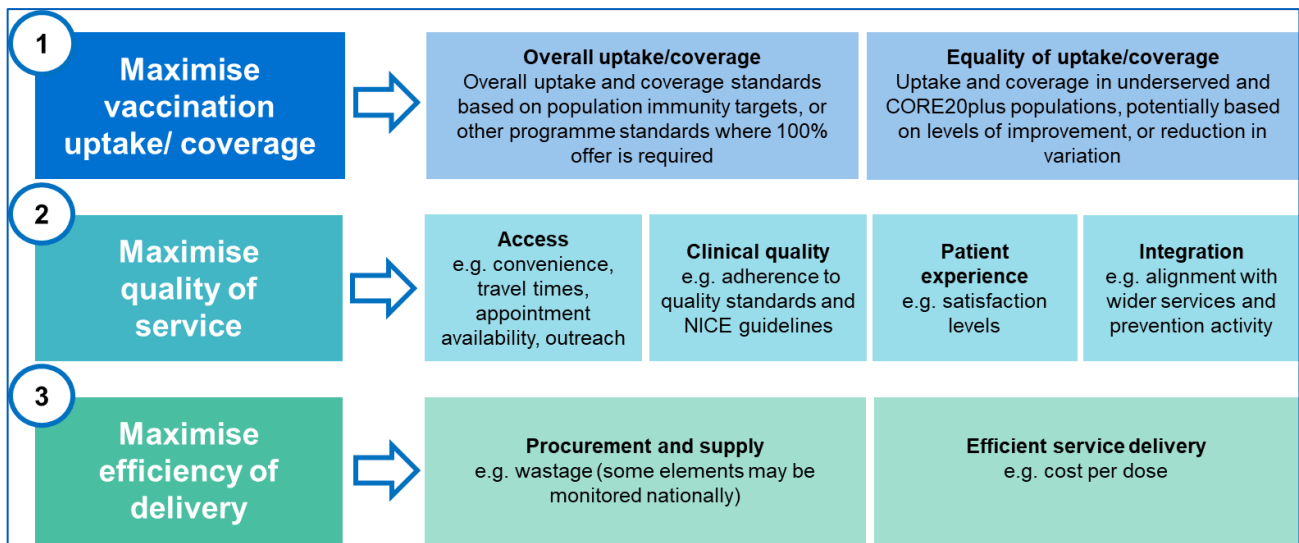 1
Maximise
vaccination
uptake/ coverage
Overall uptake/coverage
Overall uptake and coverage standards
based on population immunity targets, or
other programme standards where 100%
offer is required
Equality of uptake/coverage
Uptake and coverage in underserved and
CORE20plus populations, potentially based
on levels of improvement, or reduction in
variation
2
Maximise
quality of
service
Access
e.g. convenience,
travel times,
appointment
availability, outreach
Clinical quality
e.g. adherence to
quality standards and
NICE guidelines
Patient
experience
e.g. satisfaction
levels
Integration
e.g. alignment with
wider services and
prevention activity
3
Maximise
efficiency of
delivery
Procurement and supply
e.g. wastage (some elements may be
monitored nationally)
Efficient service delivery
e.g. cost per dose